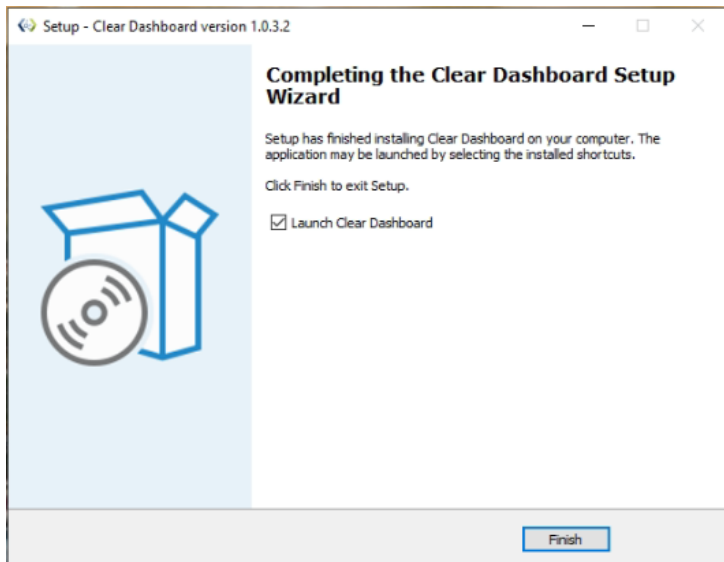 Setup - Clear Dashboard version 1.0.3.2
Completing the Clear Dashboard Setup
Wizard
Setup has finished installing Clear Dashboard on your computer. The
application may be launched by selecting the installed shortcuts.
Click Finish to exit Setup.
Launch Clear Dashboard
Finish